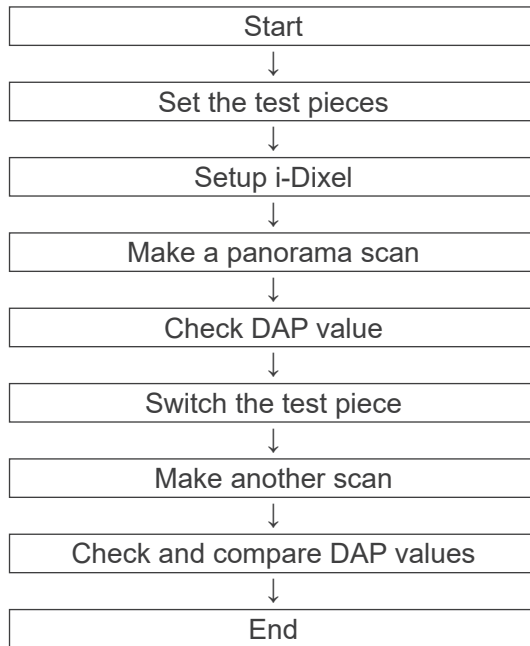 Start
↓
Set the test pieces
↓
Setup i-Dixel
↓
Make a panorama scan
↓
Check DAP value
↓
Switch the test piece
↓
Make another scan
↓
Check and compare DAP values
↓
End